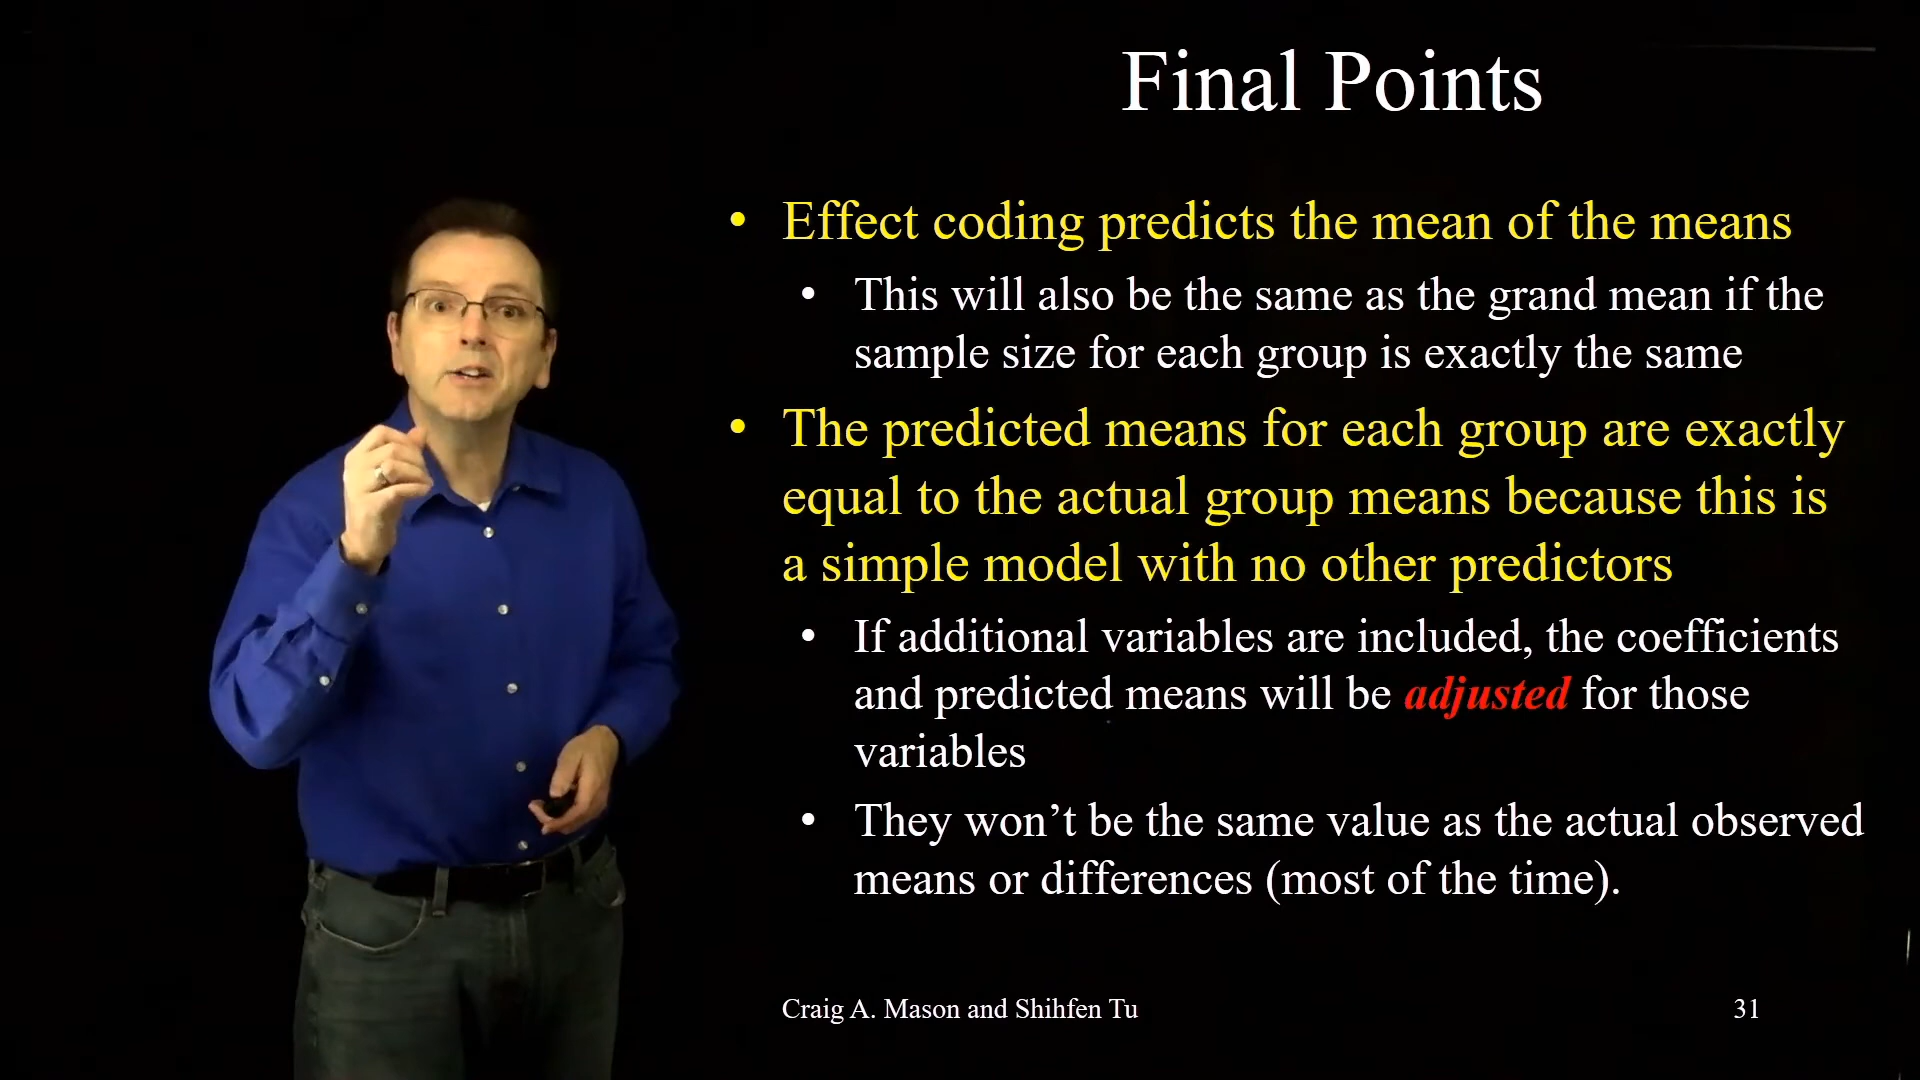 Final Points
• Effect coding predicts the mean of the means
• This will also be the same as the grand mean if the
sample size for each group is exactly the same
• The predicted means for each group are exactly
equal to the actual group means because this is
a simple model with no other predictors
• If additional variables are included, the coefficients
and predicted means will be adjusted for those
variables
• They won’t be the same value as the actual observed
means or differences (most of the time).
Craig A. Mason and Shihfen Tu
31